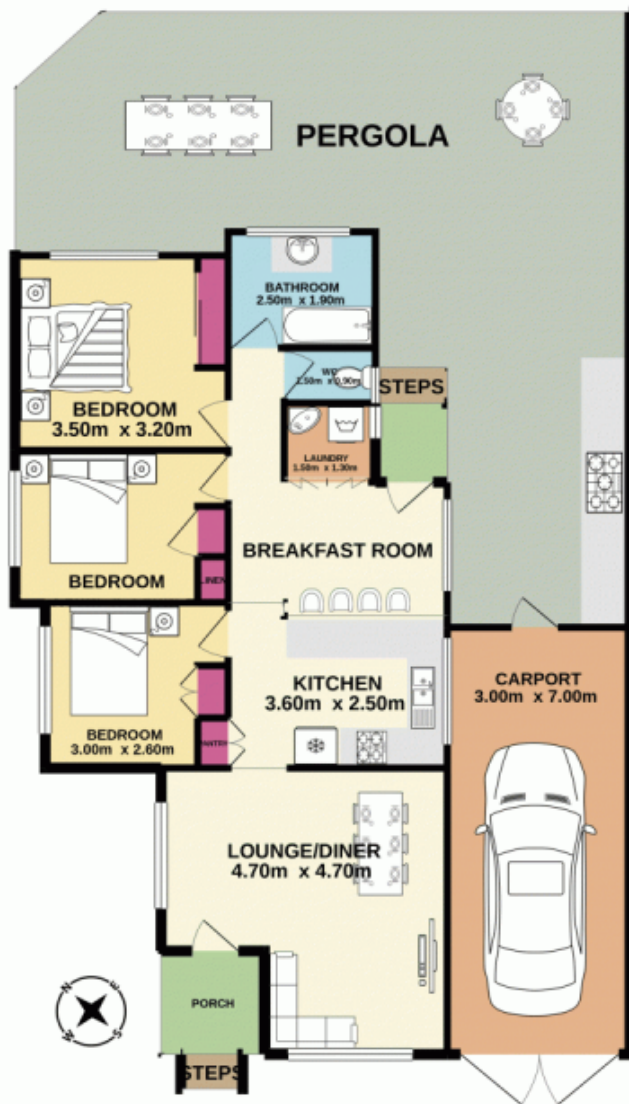 PERGOLA
BATHROOM
2.50m x 1.90m
BEDROOM
3.50m x 3.20m
STEPS
LAUNDRY
1.50m x 1.30m
BREAKFAST ROOM
BEDROOM
LINEN
KITCHEN
3.60m x 2.50m
CARPORT
3.00m x 7.00m
BEDROOM
3.00m x 2.60m
PANTRY
LOUNGE/DINER
4.70m x 4.70m
PORCH
STEPS
N
S